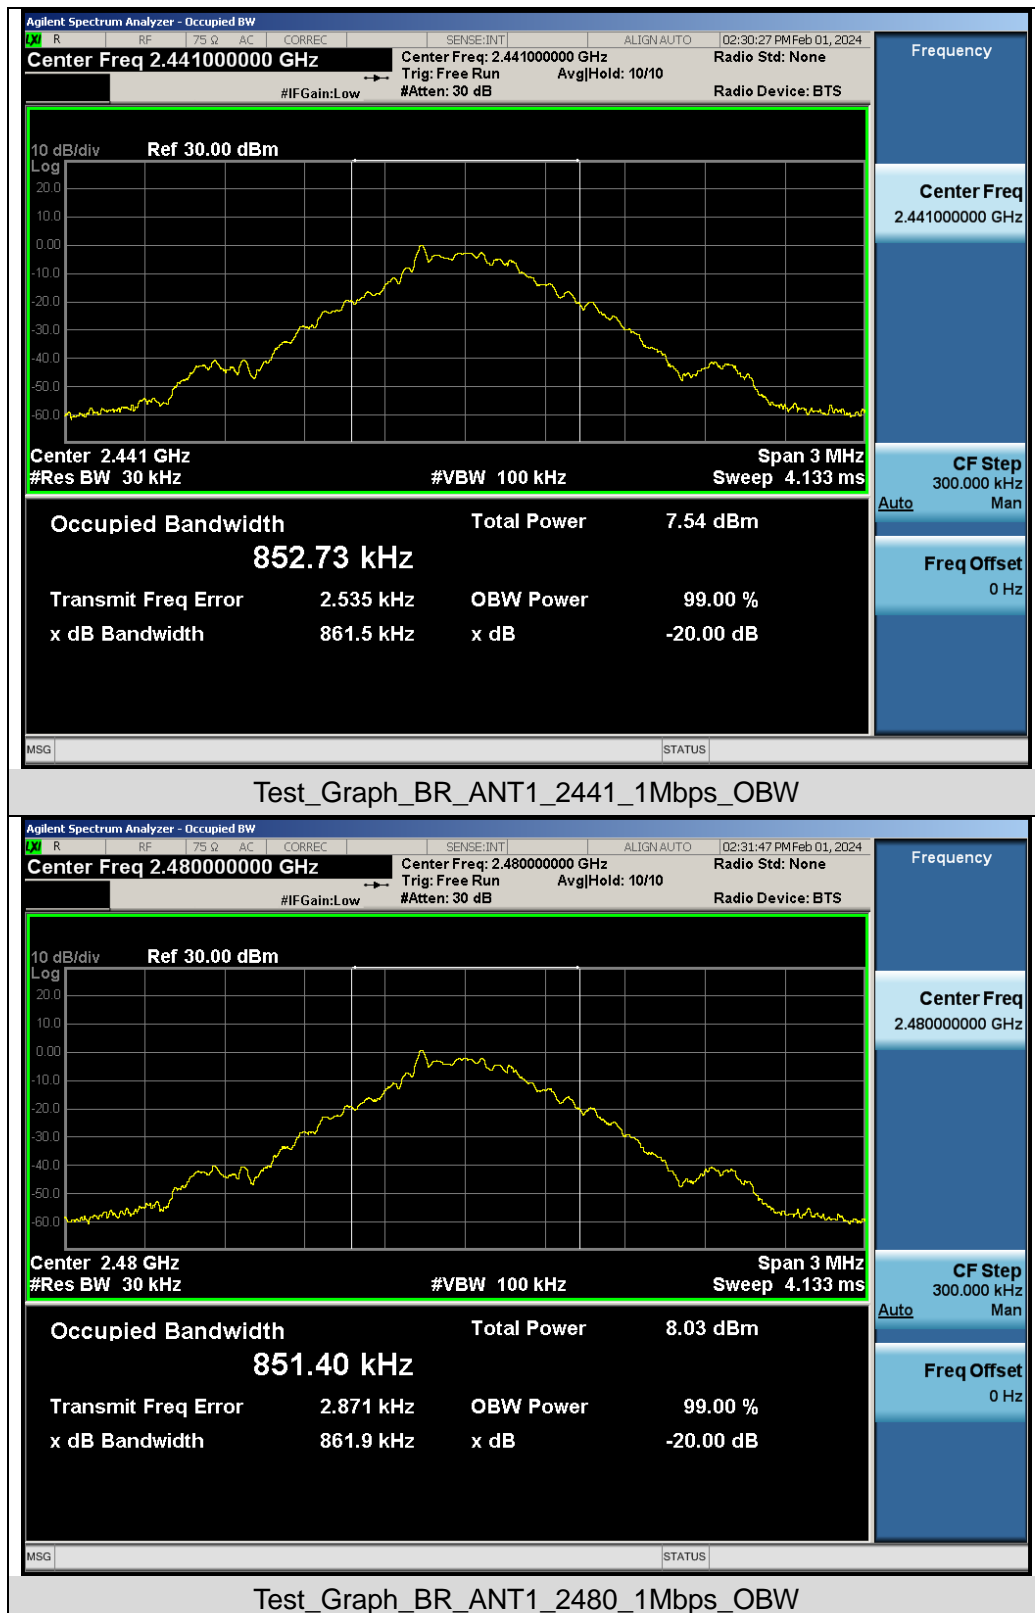 Agilent Spectrum Analyzer - Occupied BW
LXI R RF 75 Ω AC CORREC SENSE:INT ALIGN AUTO 02:30:27 PM Feb 01, 2024
Center Freq 2.441000000 GHz Center Freq: 2.441000000 GHz Radio Std: None
Trig: Free Run Avg|Hold: 10/10
#IFGain:Low #Atten: 30 dB Radio Device: BTS
Frequency
10 dB/div Ref 30.00 dBm
Log
20.0
10.0
0.00
-10.0
-20.0
-30.0
-40.0
-50.0
-60.0
Center 2.441 GHz Span 3 MHz
#Res BW 30 kHz #VBW 100 kHz Sweep 4.133 ms
Center Freq
2.441000000 GHz
CF Step
300.000 kHz
Auto Man
Freq Offset
0 Hz
Occupied Bandwidth Total Power 7.54 dBm
852.73 kHz
Transmit Freq Error 2.535 kHz OBW Power 99.00 %
x dB Bandwidth 861.5 kHz x dB -20.00 dB
MSG STATUS
Test_Graph_BR_ANT1_2441_1Mbps_OBW
Agilent Spectrum Analyzer - Occupied BW
LXI R RF 75 Ω AC CORREC SENSE:INT ALIGN AUTO 02:31:47 PM Feb 01, 2024
Center Freq 2.480000000 GHz Center Freq: 2.480000000 GHz Radio Std: None
Trig: Free Run Avg|Hold: 10/10
#IFGain:Low #Atten: 30 dB Radio Device: BTS
Frequency
10 dB/div Ref 30.00 dBm
Log
20.0
10.0
0.00
-10.0
-20.0
-30.0
-40.0
-50.0
-60.0
Center 2.48 GHz Span 3 MHz
#Res BW 30 kHz #VBW 100 kHz Sweep 4.133 ms
Center Freq
2.480000000 GHz
CF Step
300.000 kHz
Auto Man
Freq Offset
0 Hz
Occupied Bandwidth Total Power 8.03 dBm
851.40 kHz
Transmit Freq Error 2.871 kHz OBW Power 99.00 %
x dB Bandwidth 861.9 kHz x dB -20.00 dB
MSG STATUS
Test_Graph_BR_ANT1_2480_1Mbps_OBW